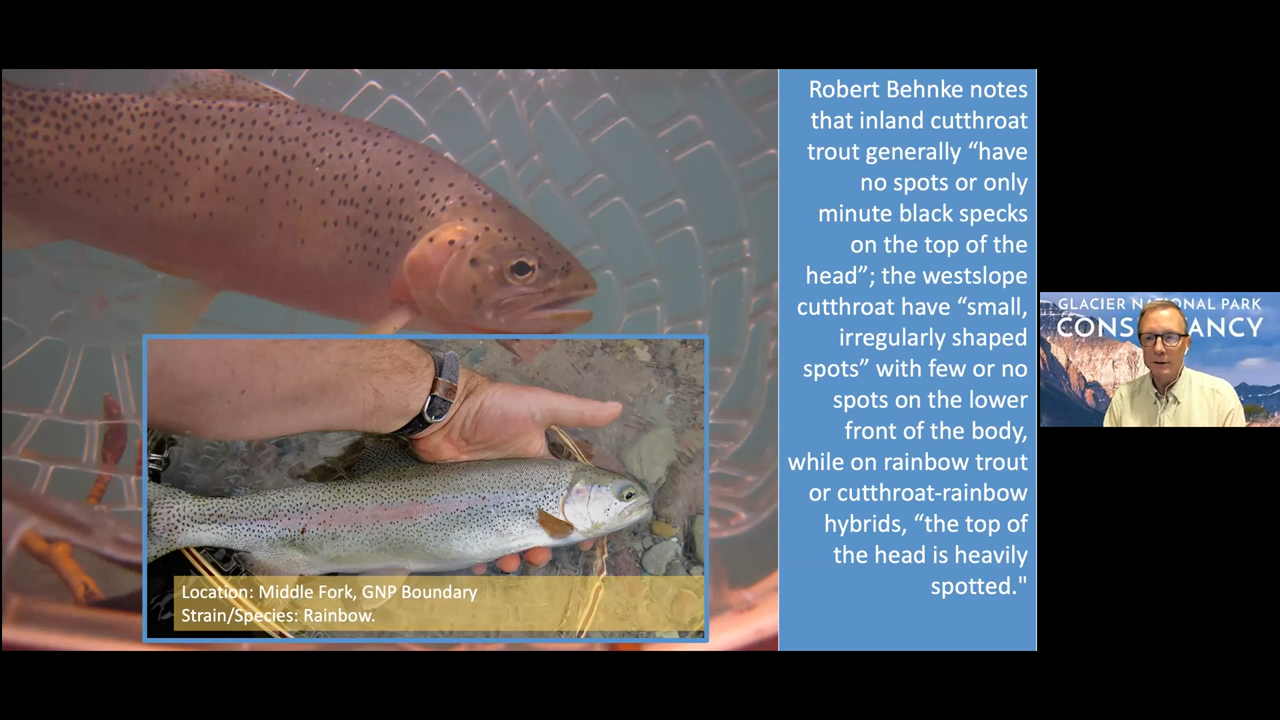 Robert Behnke notes
that inland cutthroat
trout generally “have
no spots or only
minute black specks
on the top of the
head”; the westslope
cutthroat have “small,
irregularly shaped
spots” with few or no
spots on the lower
front of the body,
while on rainbow trout
or cutthroat-rainbow
hybrids, “the top of
the head is heavily
spotted."
Location: Middle Fork, GNP Boundary
Strain/Species: Rainbow.
GLACIER NATIONAL PARK